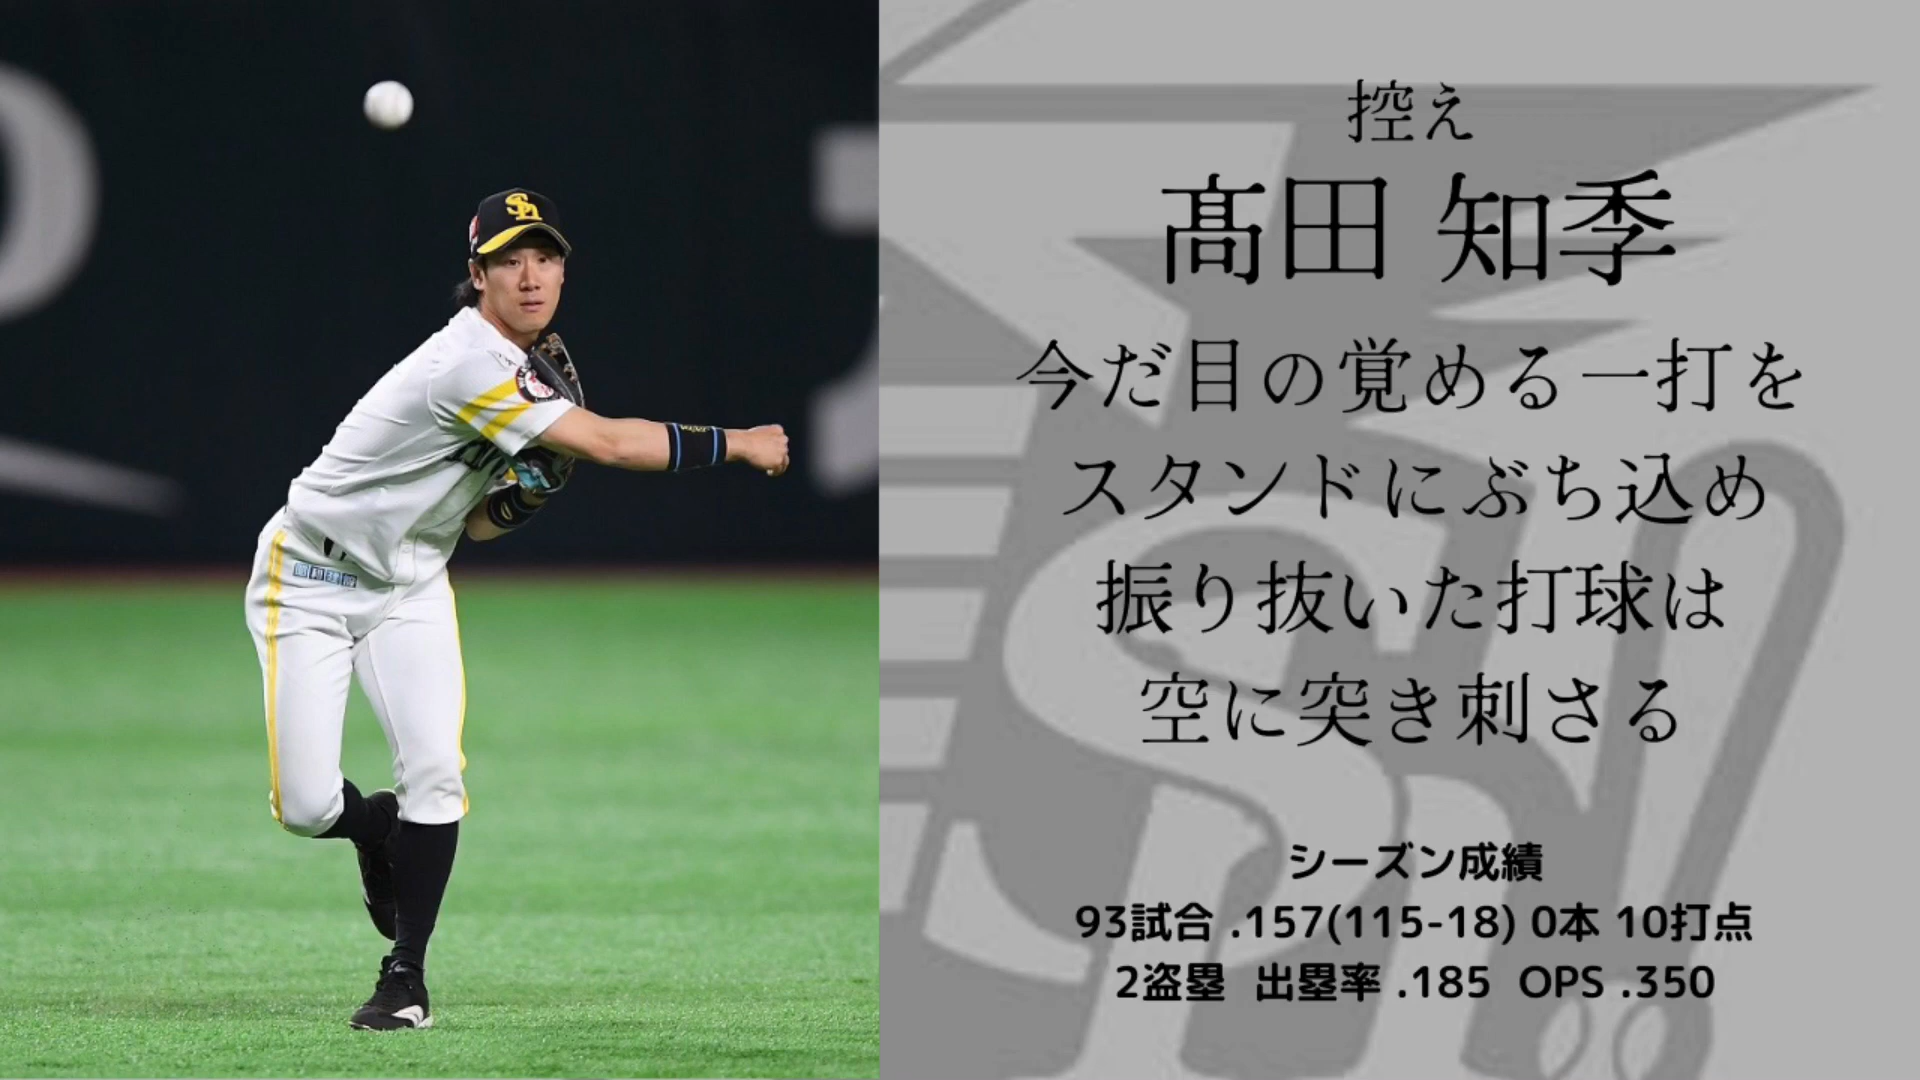 控え
髙田 知季
今だ目の覚める一打を
スタンドにぶち込め
振り抜いた打球は
空に突き刺さる
シーズン成績
93試合 .157(115-18) 0本 10打点
2盗塁 出塁率 .185 OPS .350